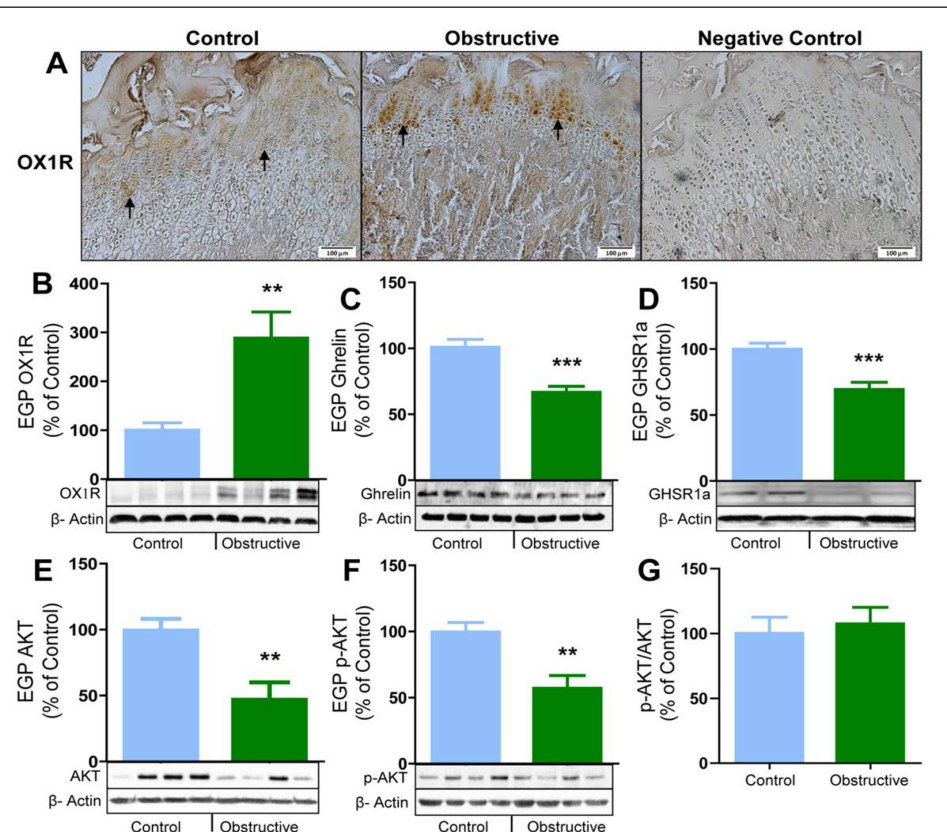 Control
Obstructive
Negative Control
A
OX1R
100 µm
100 µm
100 µm
B
400
300
200
100
0
EGP OX1R
(% of Control)
**
OX1R
β- Actin
Control
Obstructive
C
150
100
50
0
EGP Ghrelin
(% of Control)
***
Ghrelin
β- Actin
Control
Obstructive
D
150
100
50
0
EGP GHSR1a
(% of Control)
***
GHSR1a
β- Actin
Control
Obstructive
E
150
100
50
0
EGP AKT
(% of Control)
**
AKT
β- Actin
Control
Obstructive
F
150
100
50
0
EGP p-AKT
(% of Control)
**
p-AKT
β- Actin
Control
Obstructive
G
150
100
50
0
p-AKT/AKT
(% of Control)
Control
Obstructive